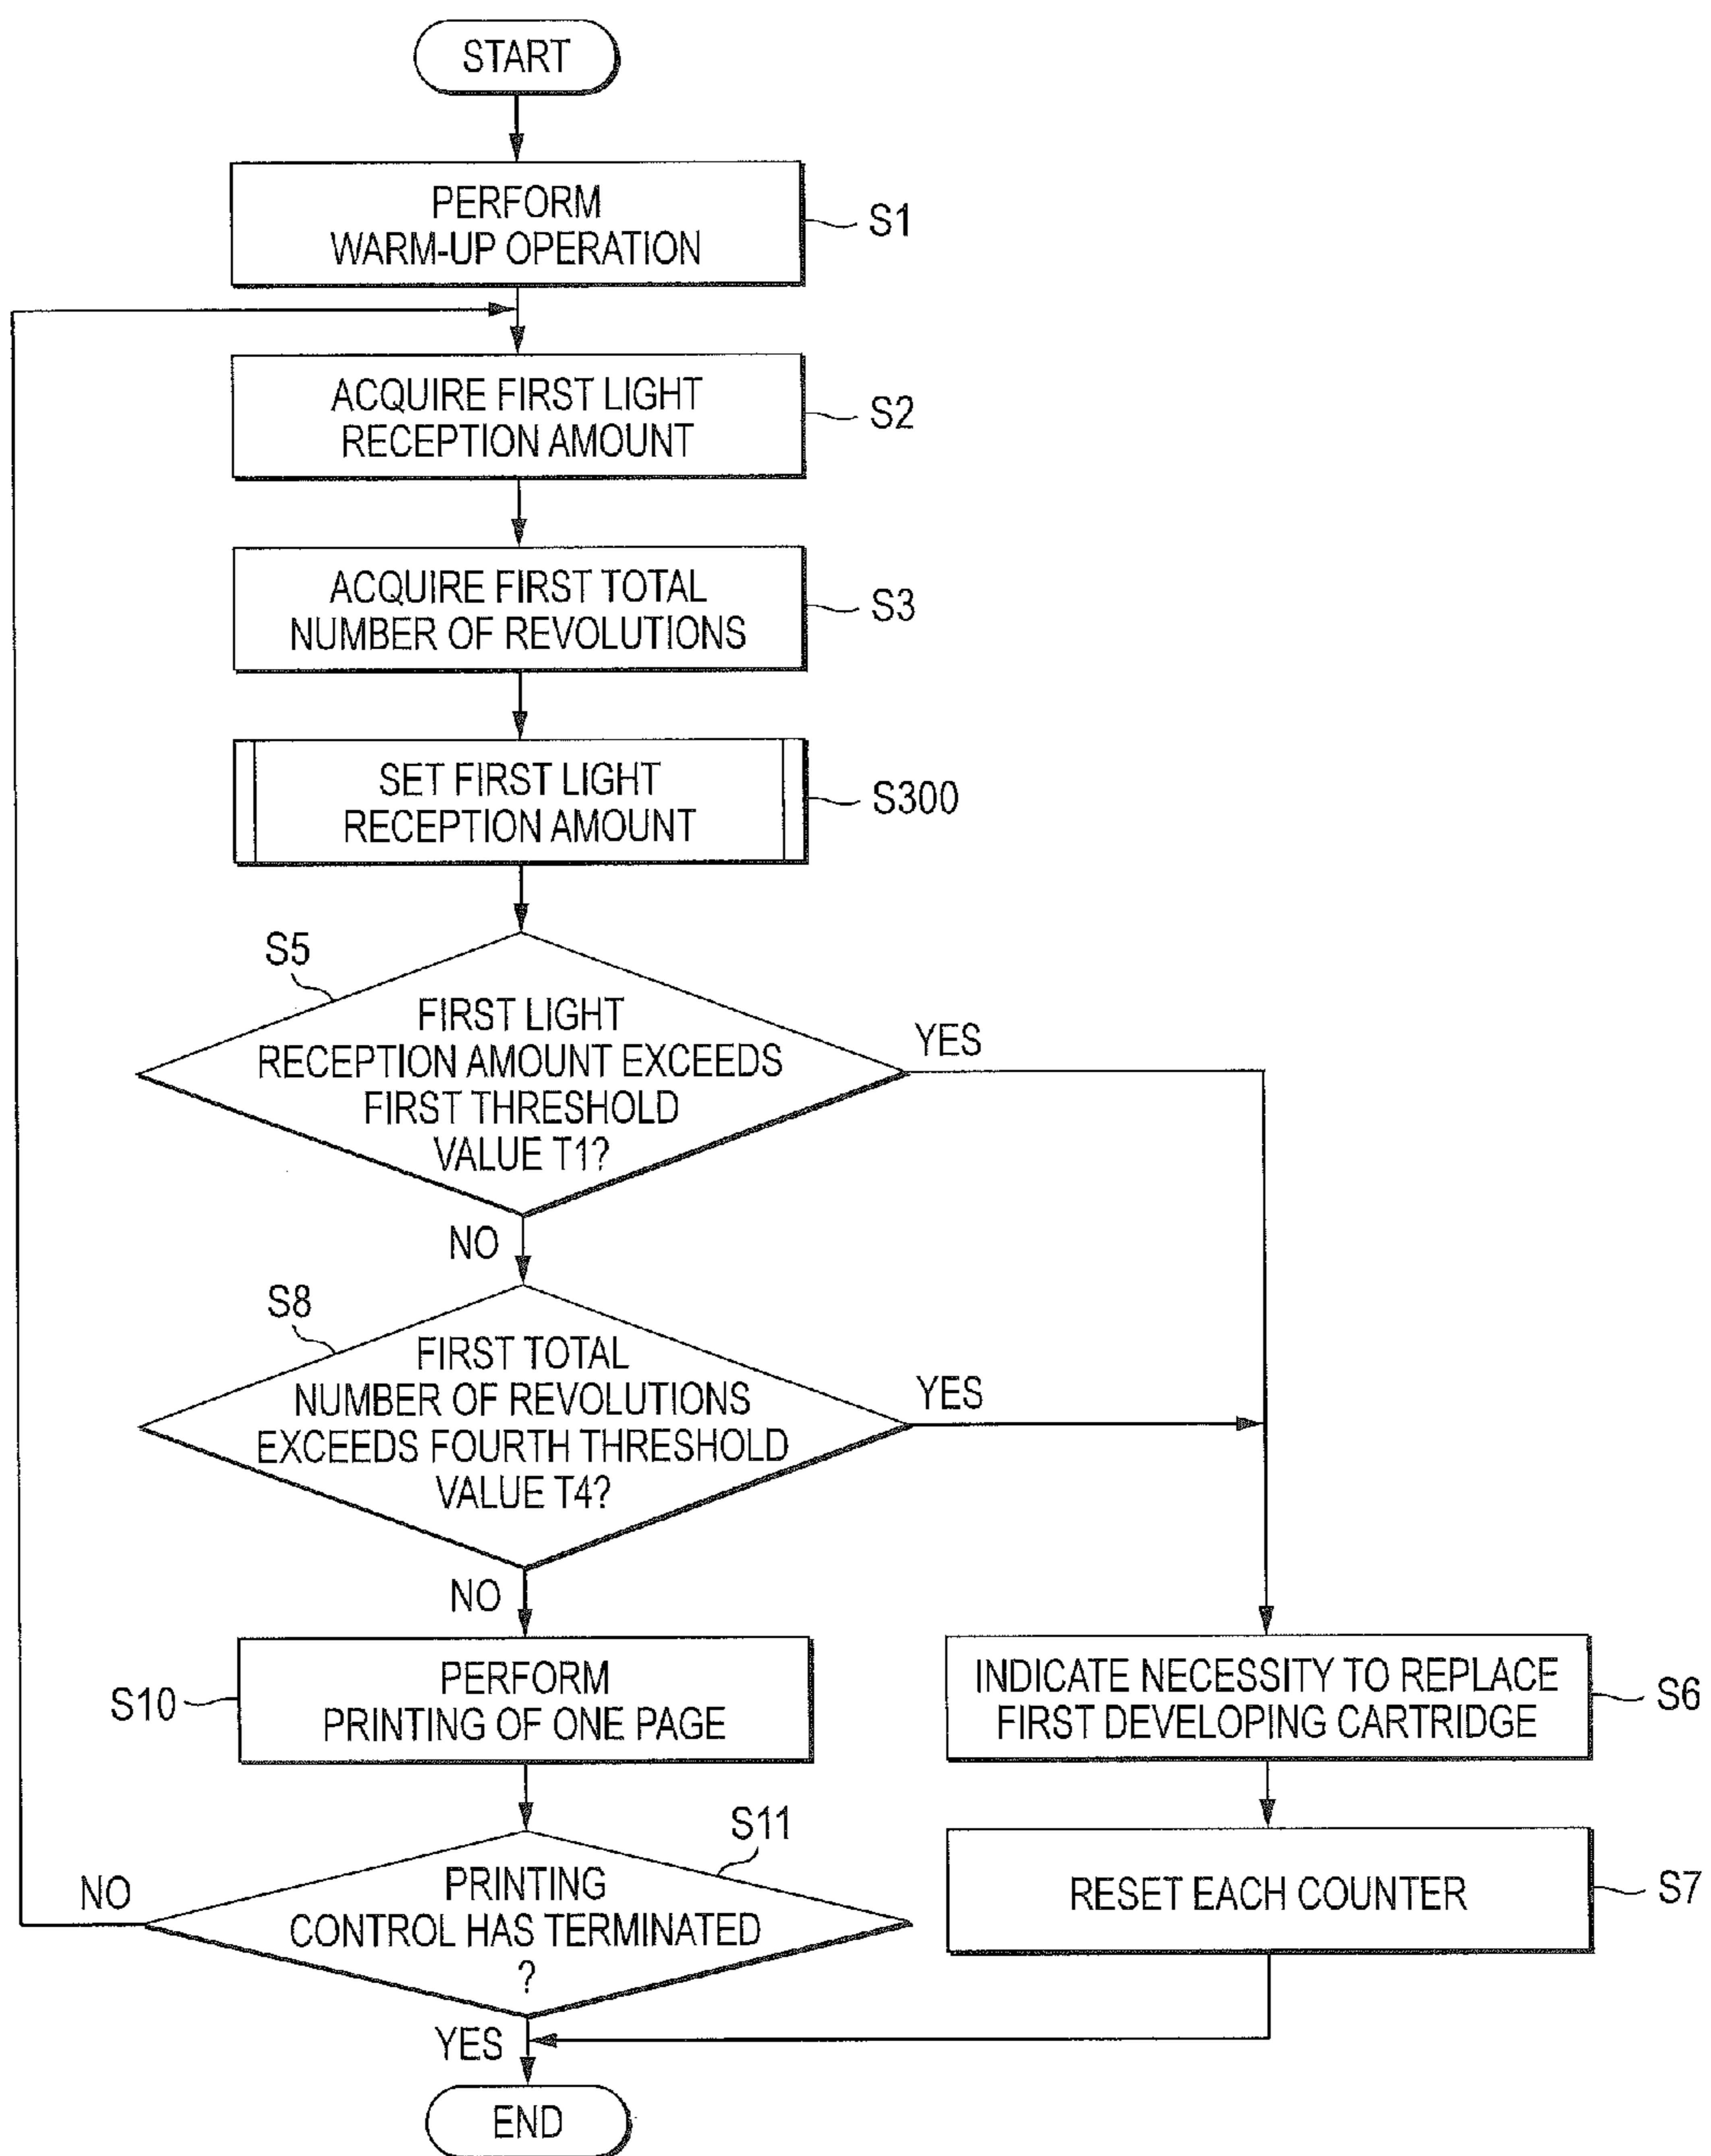 START
PERFORM
WARM-UP OPERATION
S1
ACQUIRE FIRST LIGHT
RECEPTION AMOUNT
S2
ACQUIRE FIRST TOTAL
NUMBER OF REVOLUTIONS
S3
SET FIRST LIGHT
RECEPTION AMOUNT
S300
S5
FIRST LIGHT
RECEPTION AMOUNT EXCEEDS
FIRST THRESHOLD
VALUE T1?
YES
NO
S8
FIRST TOTAL
NUMBER OF REVOLUTIONS
EXCEEDS FOURTH THRESHOLD
VALUE T4?
YES
NO
S10
PERFORM
PRINTING OF ONE PAGE
INDICATE NECESSITY TO REPLACE
FIRST DEVELOPING CARTRIDGE
S6
S11
PRINTING
CONTROL HAS TERMINATED
?
NO
RESET EACH COUNTER
S7
YES
END